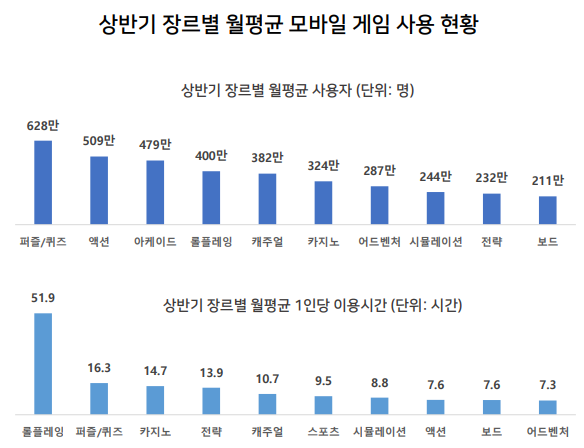 상반기 장르별 월평균 모바일 게임 사용 현황
상반기 장르별 월평균 사용자 (단위: 명)
628만 509만 479만 400만 382만 324만 287만 244만 232만 211만
퍼즐/퀴즈 액션 아케이드 롤플레잉 캐주얼 카지노 어드벤처 시뮬레이션 전략 보드
상반기 장르별 월평균 1인당 이용시간 (단위: 시간)
51.9 16.3 14.7 13.9 10.7 9.5 8.8 7.6 7.6 7.3
롤플레잉 퍼즐/퀴즈 카지노 전략 캐주얼 스포츠 시뮬레이션 액션 보드 어드벤처